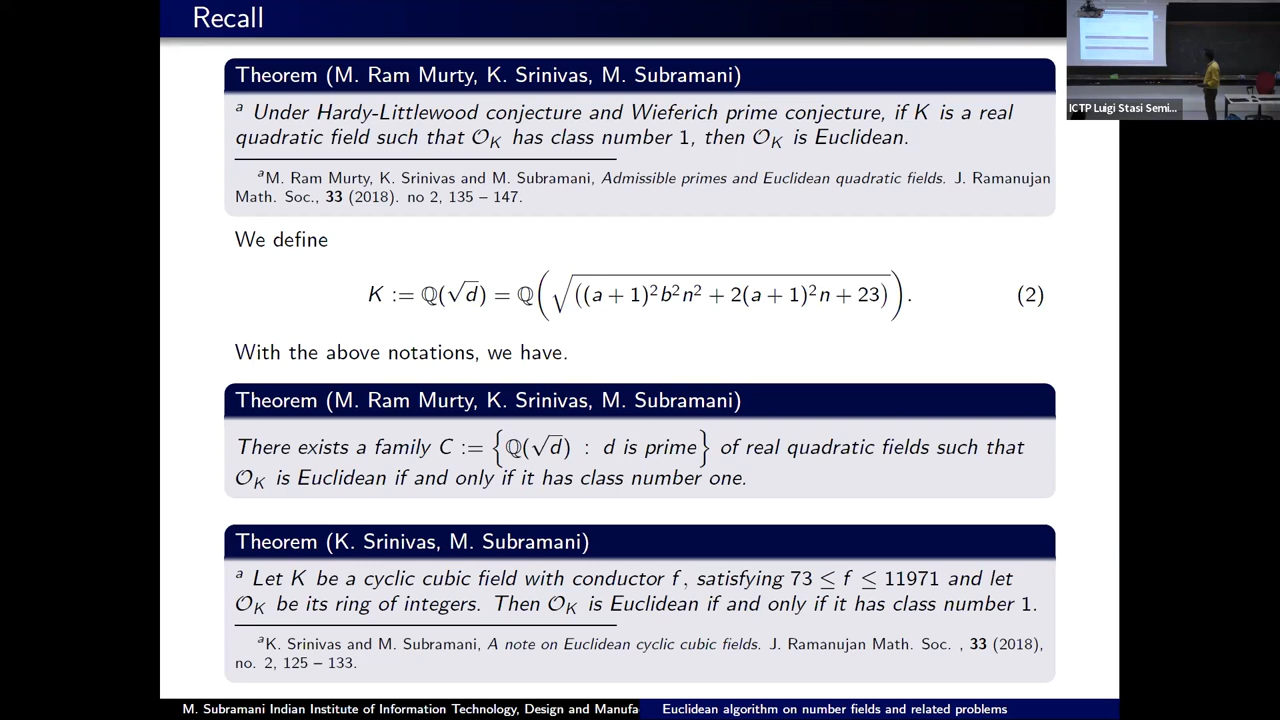 Recall
Theorem (M. Ram Murty, K. Srinivas, M. Subramani)
ᵃ Under Hardy-Littlewood conjecture and Wieferich prime conjecture, if K is a real
quadratic field such that 𝒪_K has class number 1, then 𝒪_K is Euclidean.
ᵃM. Ram Murty, K. Srinivas and M. Subramani, Admissible primes and Euclidean quadratic fields. J. Ramanujan
Math. Soc., 33 (2018). no 2, 135 – 147.
We define
K := ℚ(√d) = ℚ(√((a + 1)²b²n² + 2(a + 1)²n + 23)). (2)
With the above notations, we have.
Theorem (M. Ram Murty, K. Srinivas, M. Subramani)
There exists a family C := {ℚ(√d) : d is prime} of real quadratic fields such that
𝒪_K is Euclidean if and only if it has class number one.
Theorem (K. Srinivas, M. Subramani)
ᵃ Let K be a cyclic cubic field with conductor f, satisfying 73 ≤ f ≤ 11971 and let
𝒪_K be its ring of integers. Then 𝒪_K is Euclidean if and only if it has class number 1.
ᵃK. Srinivas and M. Subramani, A note on Euclidean cyclic cubic fields. J. Ramanujan Math. Soc. , 33 (2018),
no. 2, 125 – 133.
M. Subramani Indian Institute of Information Technology, Design and Manufa
Euclidean algorithm on number fields and related problems
ICTP Luigi Stasi Semi...